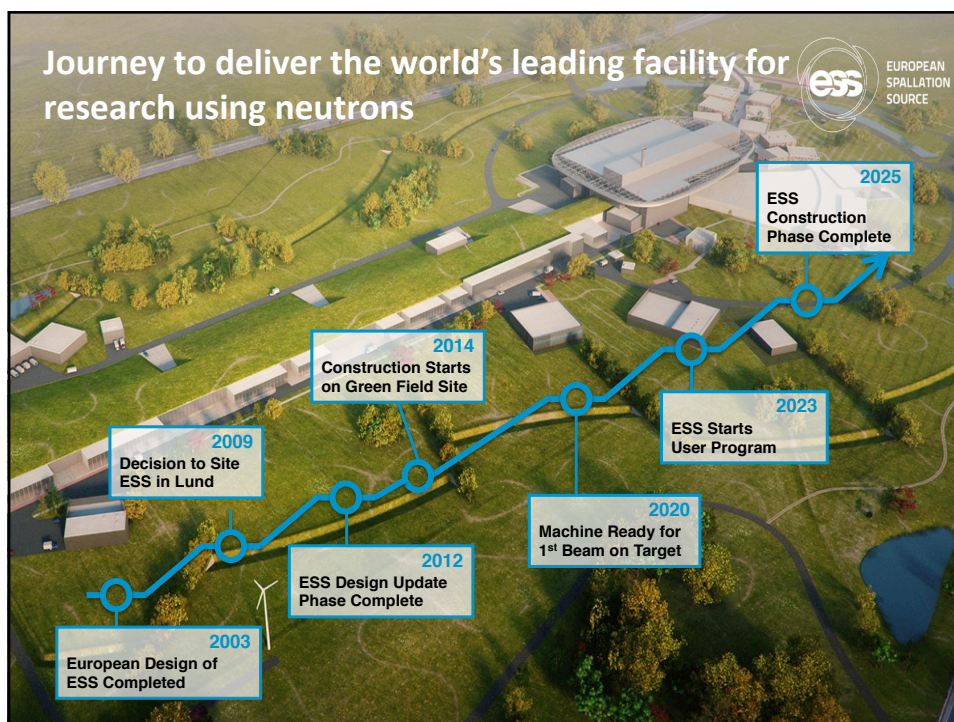 Journey to deliver the world's leading facility for
research using neutrons
ess
EUROPEAN
SPALLATION
SOURCE
2025
ESS
Construction
Phase Complete
2014
Construction Starts
on Green Field Site
2023
ESS Starts
User Program
2009
Decision to Site
ESS in Lund
2020
Machine Ready for
1st Beam on Target
2012
ESS Design Update
Phase Complete
2003
European Design of
ESS Completed